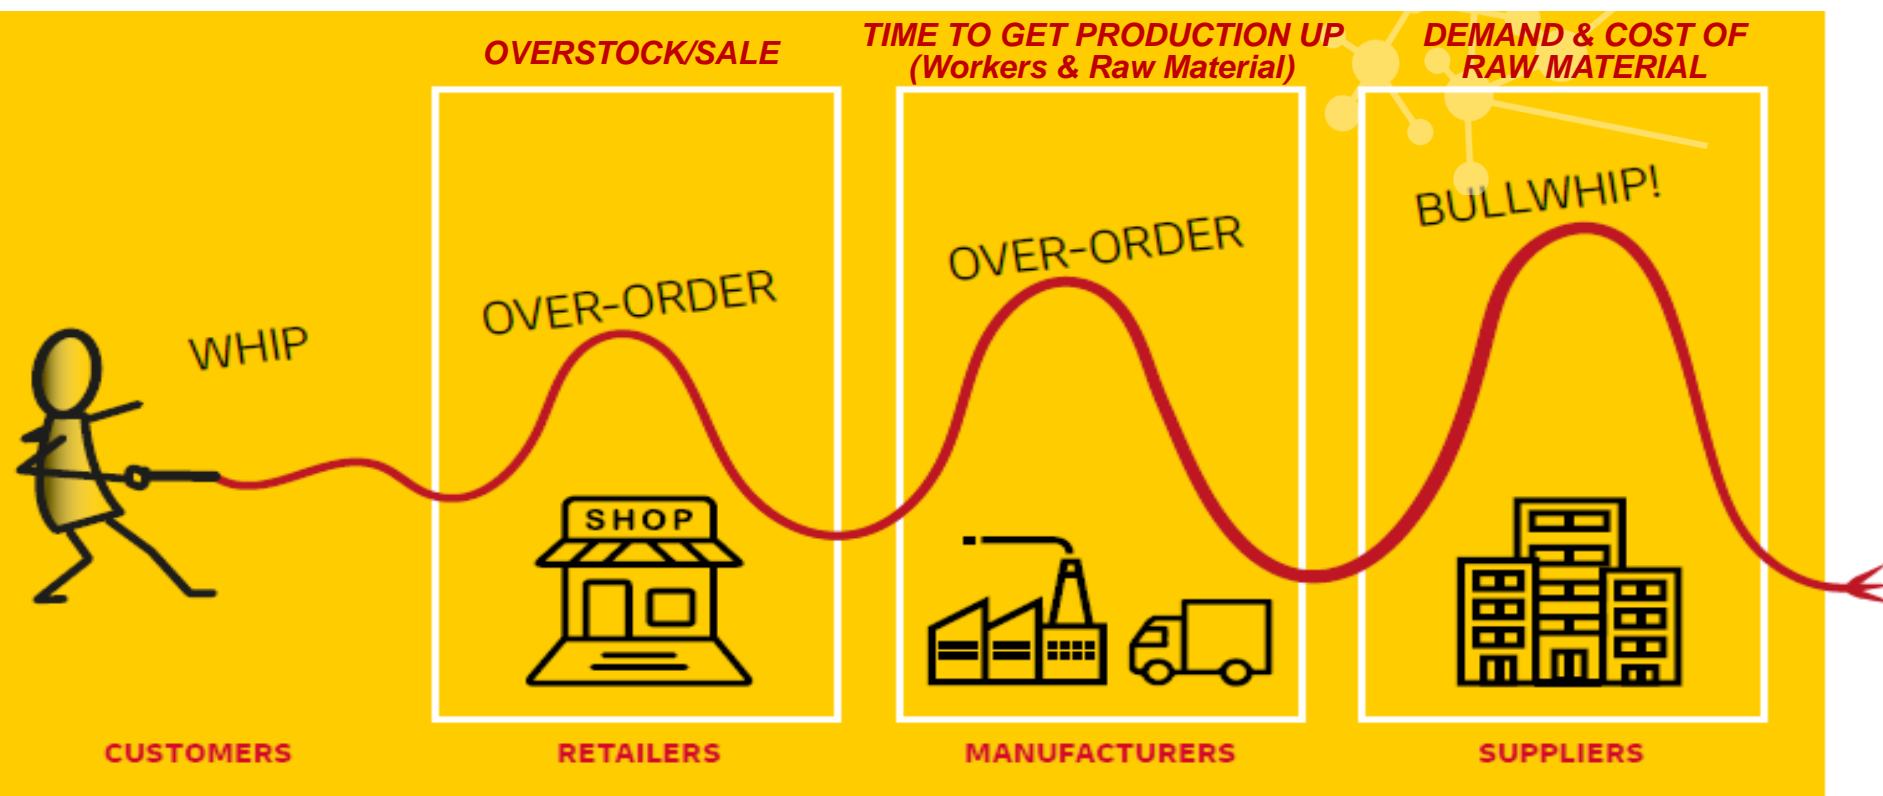 OVERSTOCK/SALE
TIME TO GET PRODUCTION UP
(Workers & Raw Material)
DEMAND & COST OF
RAW MATERIAL
WHIP
OVER-ORDER
OVER-ORDER
BULLWHIP!
SHOP
CUSTOMERS
RETAILERS
MANUFACTURERS
SUPPLIERS